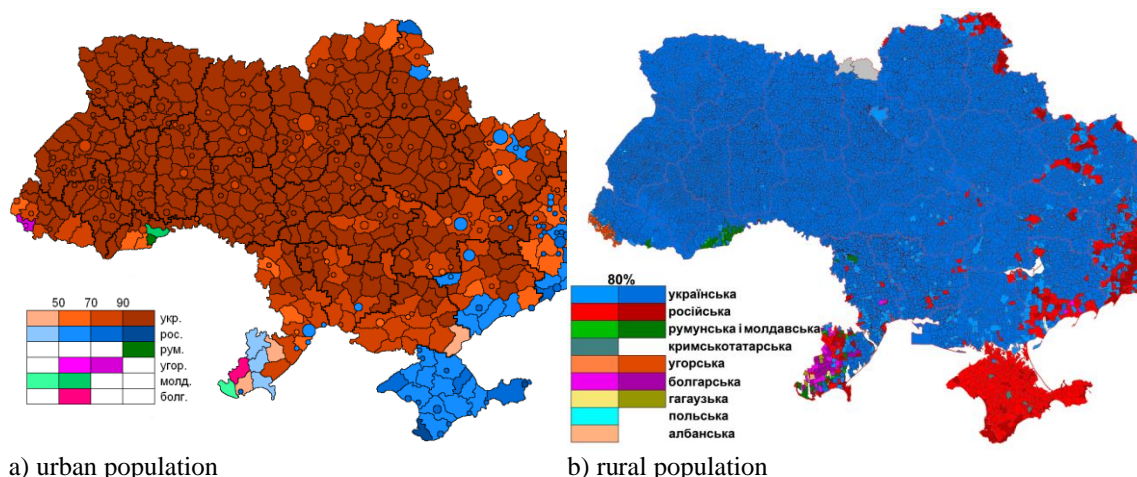 50 70 90
укр.
рос.
рум.
угор.
молд.
болг.
a) urban population
80%
українська
російська
румунська і молдавська
кримськотатарська
угорська
болгарська
гагаузька
польська
албанська
b) rural population